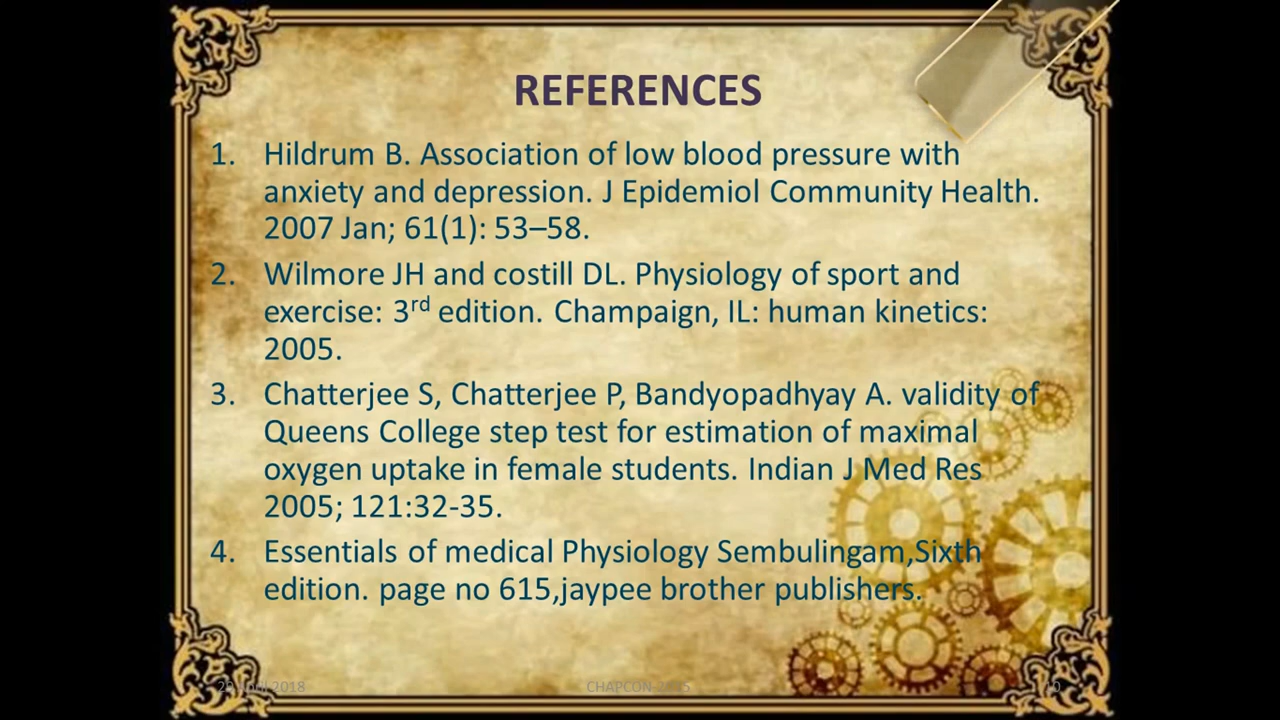 REFERENCES
1. Hildrum B. Association of low blood pressure with
anxiety and depression. J Epidemiol Community Health.
2007 Jan; 61(1): 53–58.
2. Wilmore JH and costill DL. Physiology of sport and
exercise: 3rd edition. Champaign, IL: human kinetics:
2005.
3. Chatterjee S, Chatterjee P, Bandyopadhyay A. validity of
Queens College step test for estimation of maximal
oxygen uptake in female students. Indian J Med Res
2005; 121:32-35.
4. Essentials of medical Physiology Sembulingam,Sixth
edition. page no 615,jaypee brother publishers.
2018 CHAPCON